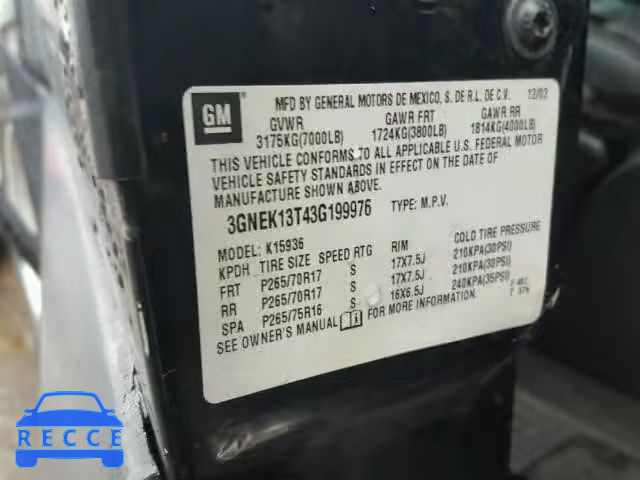 GM
MFD BY GENERAL MOTORS DE MEXICO, S. DE R.L. DE C.V. 12/02
GVWR GAWR FRT GAWR RR
3175KG(7000LB) 1724KG(3800LB) 1814KG(4000LB)
THIS VEHICLE CONFORMS TO ALL APPLICABLE U.S. FEDERAL MOTOR
VEHICLE SAFETY STANDARDS IN EFFECT ON THE DATE OF
MANUFACTURE SHOWN ABOVE.
3GNEK13T43G199976 TYPE: M.P.V.
MODEL: K15936
KPDH TIRE SIZE SPEED RTG RIM COLD TIRE PRESSURE
FRT P265/70R17 S 17X7.5J 210KPA(30PSI)
RR P265/70R17 S 17X7.5J 210KPA(30PSI)
SPA P265/75R16 S 16X6.5J 240KPA(35PSI)
SEE OWNER'S MANUAL FOR MORE INFORMATION.
RECCE